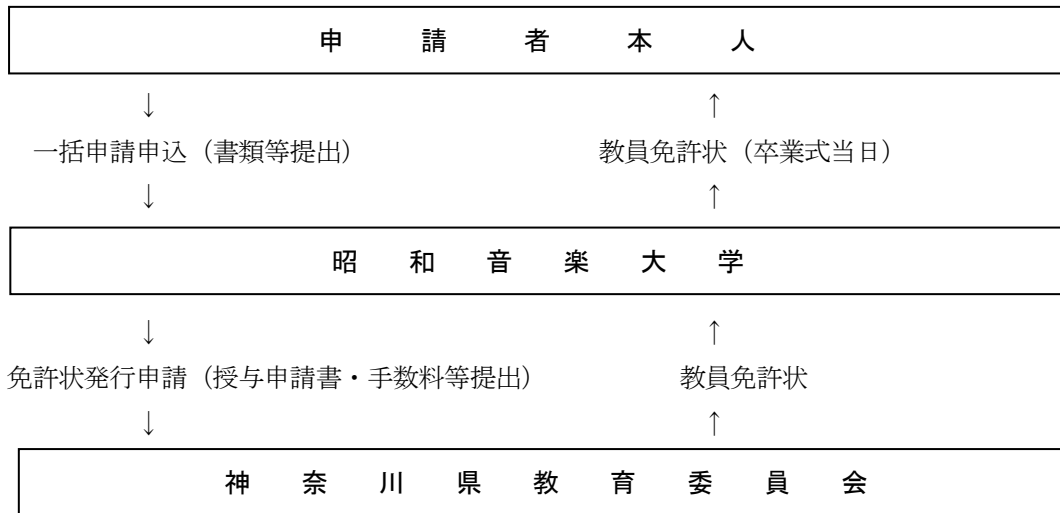 申請者本人
↓ ↑
一括申請申込（書類等提出） 教員免許状（卒業式当日）
↓ ↑
昭和音楽大学
↓ ↑
免許状発行申請（授与申請書・手数料等提出） 教員免許状
↓ ↑
神奈川県教育委員会